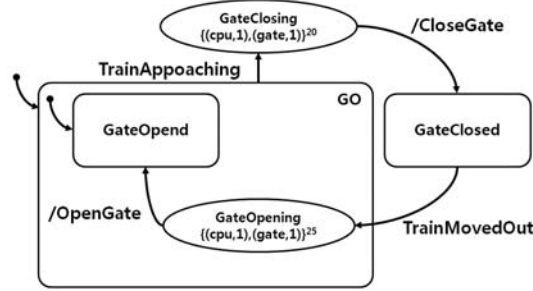 GateClosing
{(cpu,1),(gate,1)}²⁰
/CloseGate
TrainAppoaching
GO
GateOpend
GateClosed
/OpenGate
GateOpening
{(cpu,1),(gate,1)}²⁵
TrainMovedOut